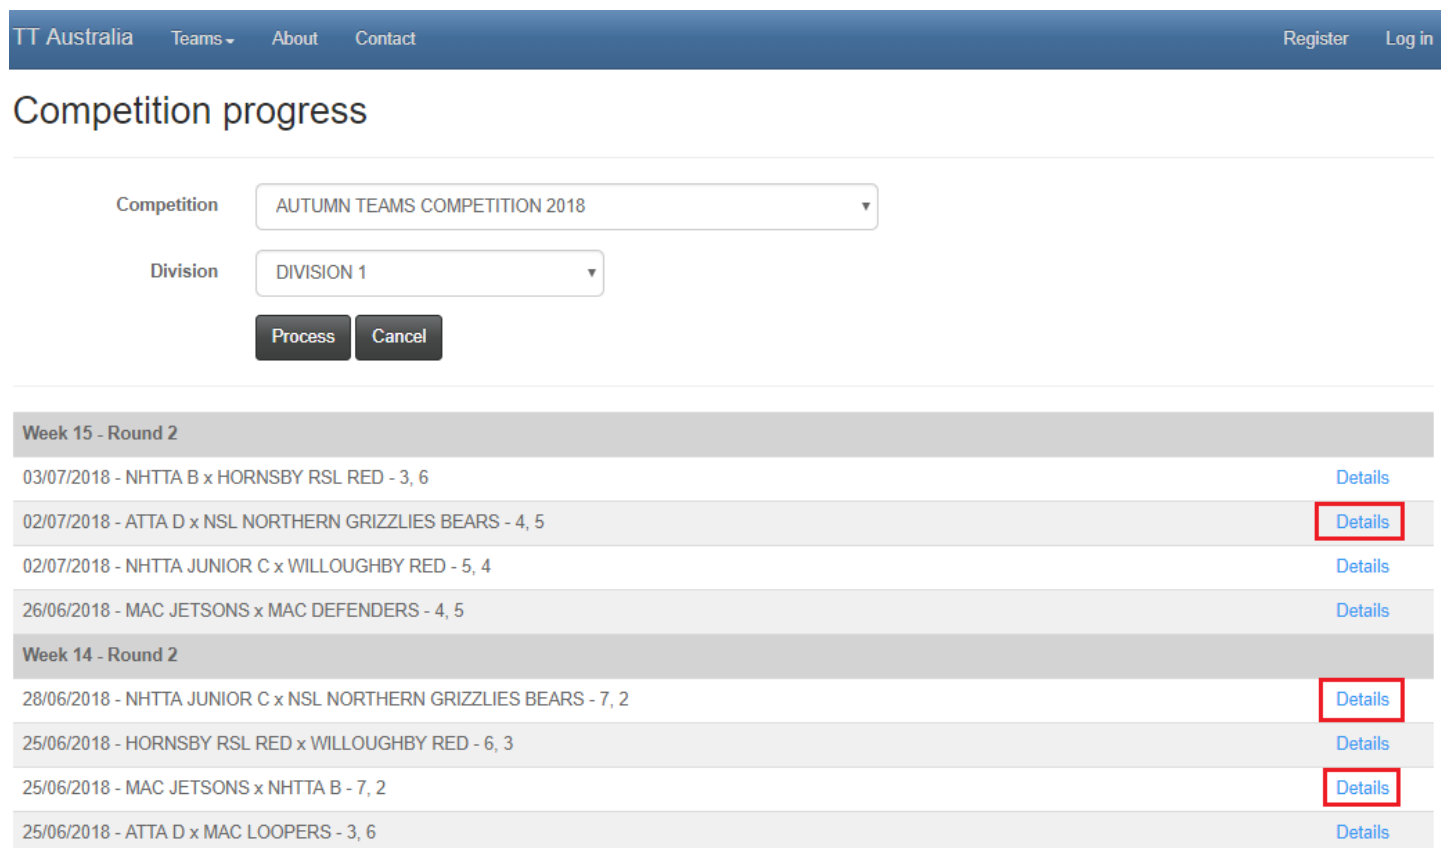 TT Australia Teams About Contact Register Log in
Competition progress
Competition AUTUMN TEAMS COMPETITION 2018
Division DIVISION 1
Process Cancel
Week 15 - Round 2
03/07/2018 - NHTTA B x HORNSBY RSL RED - 3, 6 Details
02/07/2018 - ATTA D x NSL NORTHERN GRIZZLIES BEARS - 4, 5 Details
02/07/2018 - NHTTA JUNIOR C x WILLOUGHBY RED - 5, 4 Details
26/06/2018 - MAC JETSONS x MAC DEFENDERS - 4, 5 Details
Week 14 - Round 2
28/06/2018 - NHTTA JUNIOR C x NSL NORTHERN GRIZZLIES BEARS - 7, 2 Details
25/06/2018 - HORNSBY RSL RED x WILLOUGHBY RED - 6, 3 Details
25/06/2018 - MAC JETSONS x NHTTA B - 7, 2 Details
25/06/2018 - ATTA D x MAC LOOPERS - 3, 6 Details